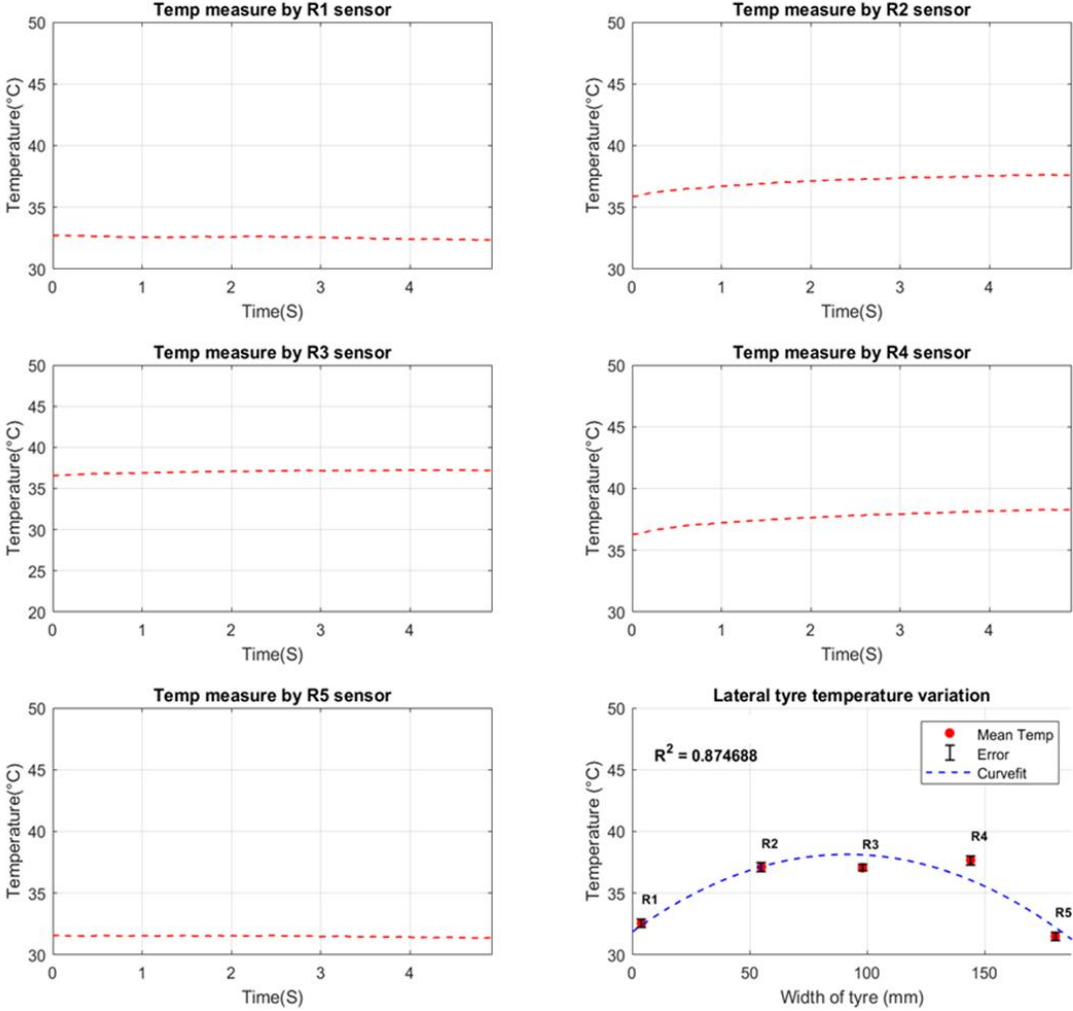 Temp measure by R1 sensor
50
45
40
35
30
Temperature(°C)
0 1 2 3 4
Time(S)
Temp measure by R2 sensor
50
45
40
35
30
Temperature(°C)
0 1 2 3 4
Time(S)
Temp measure by R3 sensor
50
45
40
35
30
25
20
Temperature(°C)
0 1 2 3 4
Time(S)
Temp measure by R4 sensor
50
45
40
35
30
Temperature(°C)
0 1 2 3 4
Time(S)
Temp measure by R5 sensor
50
45
40
35
30
Temperature(°C)
0 1 2 3 4
Time(S)
Lateral tyre temperature variation
50
45
40
35
30
Temperature (°C)
R² = 0.874688
Mean Temp
Error
Curvefit
R1
R2
R3
R4
R5
0 50 100 150
Width of tyre (mm)